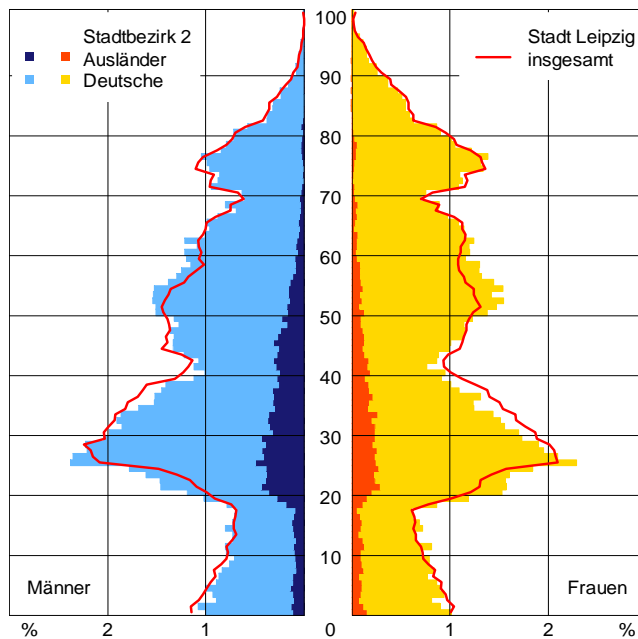 100
Stadtbezirk 2
Ausländer
Deutsche
Stadt Leipzig
insgesamt
90
80
70
60
50
40
30
20
10
Männer
Frauen
% 2 1 0 1 2 %